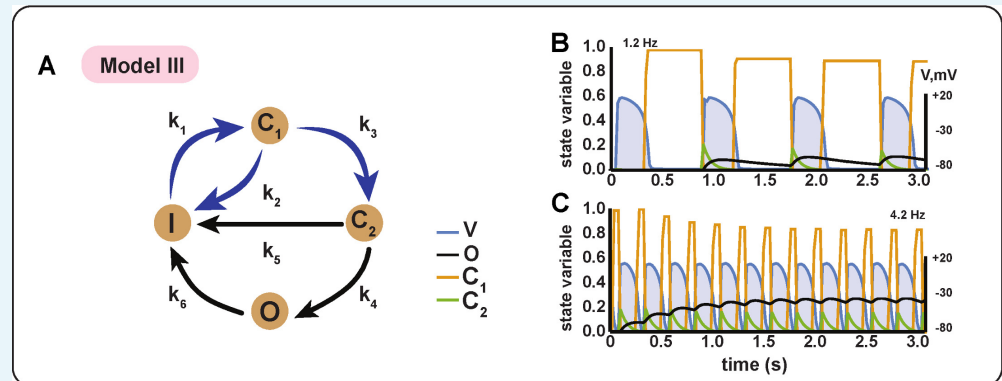 A
Model III
C1
k1
k3
k2
I
C2
k5
k6
k4
O
V
O
C1
C2
B
1.2 Hz
state variable
1.0
0.8
0.6
0.4
0.2
0.0
V,mV
+20
-30
-80
0 0.5 1.0 1.5 2.0 2.5 3.0
C
4.2 Hz
state variable
1.0
0.8
0.6
0.4
0.2
0.0
+20
-30
-80
0 0.5 1.0 1.5 2.0 2.5 3.0
time (s)